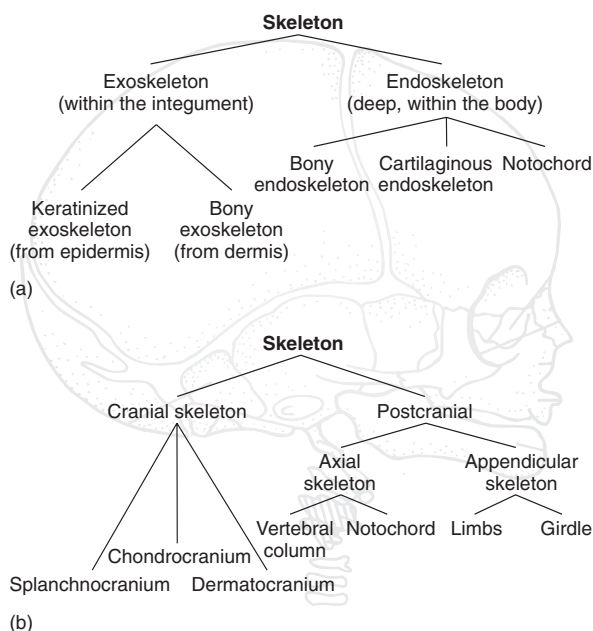 Skeleton
Exoskeleton
(within the integument)
Endoskeleton
(deep, within the body)
Bony
endoskeleton
Cartilaginous
endoskeleton
Notochord
Keratinized
exoskeleton
(from epidermis)
Bony
exoskeleton
(from dermis)
(a)
Skeleton
Cranial skeleton
Postcranial
Axial
skeleton
Appendicular
skeleton
Vertebral
column
Notochord
Limbs
Girdle
Chondrocranium
Splanchnocranium
Dermatocranium
(b)